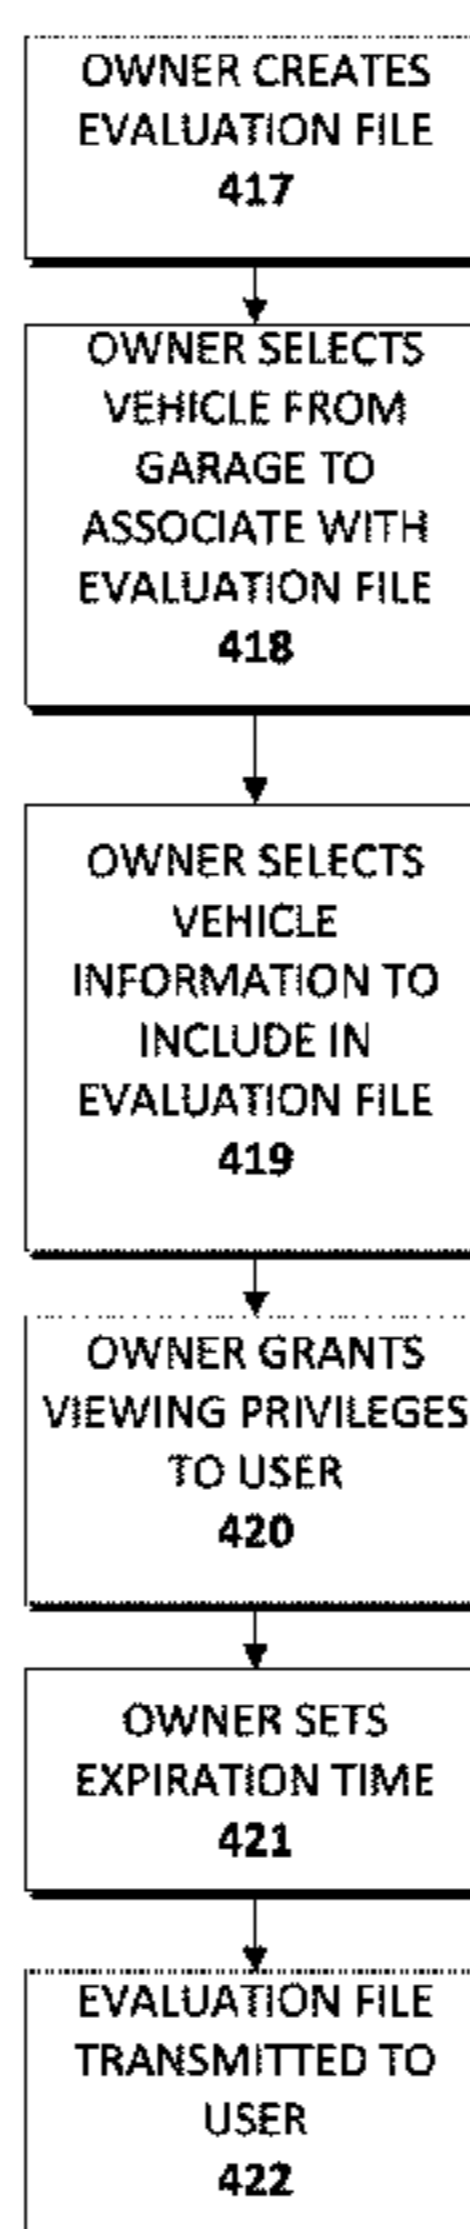 OWNER CREATES
EVALUATION FILE
417
OWNER SELECTS
VEHICLE FROM
GARAGE TO
ASSOCIATE WITH
EVALUATION FILE
418
OWNER SELECTS
VEHICLE
INFORMATION TO
INCLUDE IN
EVALUATION FILE
419
OWNER GRANTS
VIEWING PRIVILEGES
TO USER
420
OWNER SETS
EXPIRATION TIME
421
EVALUATION FILE
TRANSMITTED TO
USER
422